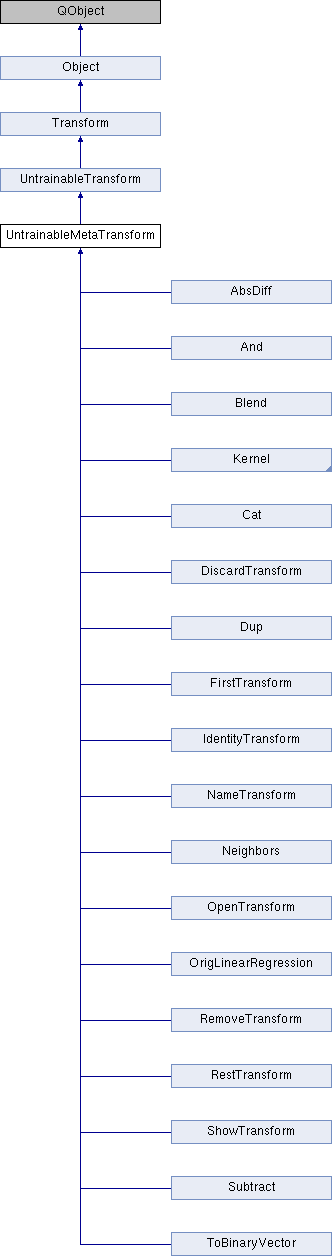 QObject
Object
Transform
UntrainableTransform
UntrainableMetaTransform
AbsDiff
And
Blend
Kernel
Cat
DiscardTransform
Dup
FirstTransform
IdentityTransform
NameTransform
Neighbors
OpenTransform
OrigLinearRegression
RemoveTransform
RestTransform
ShowTransform
Subtract
ToBinaryVector